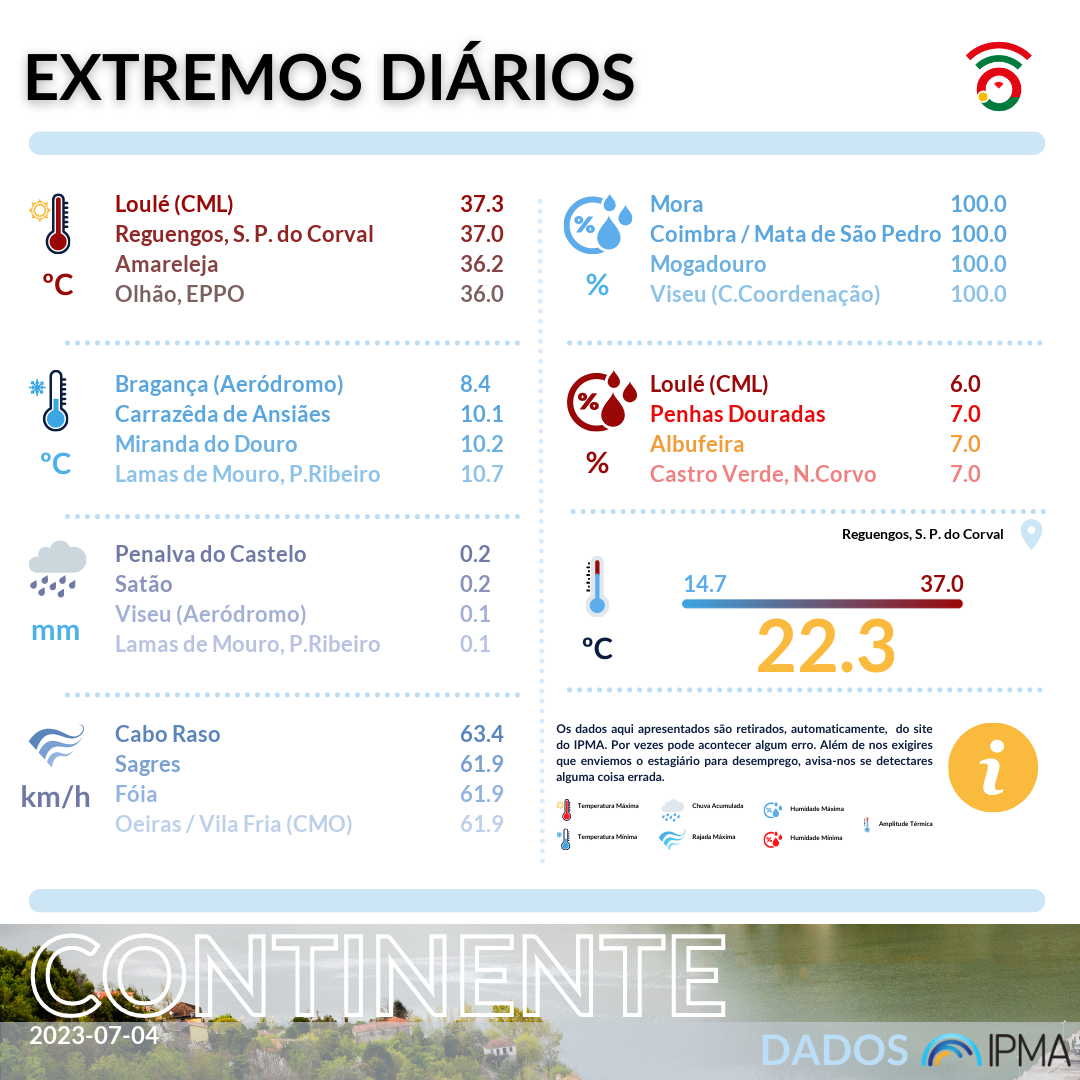 EXTREMOS DIÁRIOS
ºC
Loulé (CML) 37.3
Reguengos, S. P. do Corval 37.0
Amareleja 36.2
Olhão, EPPO 36.0
ºC
Bragança (Aeródromo) 8.4
Carrazêda de Ansiães 10.1
Miranda do Douro 10.2
Lamas de Mouro, P.Ribeiro 10.7
mm
Penalva do Castelo 0.2
Satão 0.2
Viseu (Aeródromo) 0.1
Lamas de Mouro, P.Ribeiro 0.1
km/h
Cabo Raso 63.4
Sagres 61.9
Fóia 61.9
Oeiras / Vila Fria (CMO) 61.9
%
%
Mora 100.0
Coimbra / Mata de São Pedro 100.0
Mogadouro 100.0
Viseu (C.Coordenação) 100.0
%
%
Loulé (CML) 6.0
Penhas Douradas 7.0
Albufeira 7.0
Castro Verde, N.Corvo 7.0
Reguengos, S. P. do Corval
14.7 37.0
22.3
ºC
Os dados aqui apresentados são retirados, automaticamente, do site
do IPMA. Por vezes pode acontecer algum erro. Além de nos exigires
que enviemos o estagiário para desemprego, avisa-nos se detectares
alguma coisa errada.
i
Temperatura Máxima Chuva Acumulada Humidade Máxima
Amplitude Térmica
Temperatura Mínima Rajada Máxima Humidade Mínima
CONTINENTE
2023-07-04
DADOS IPMA